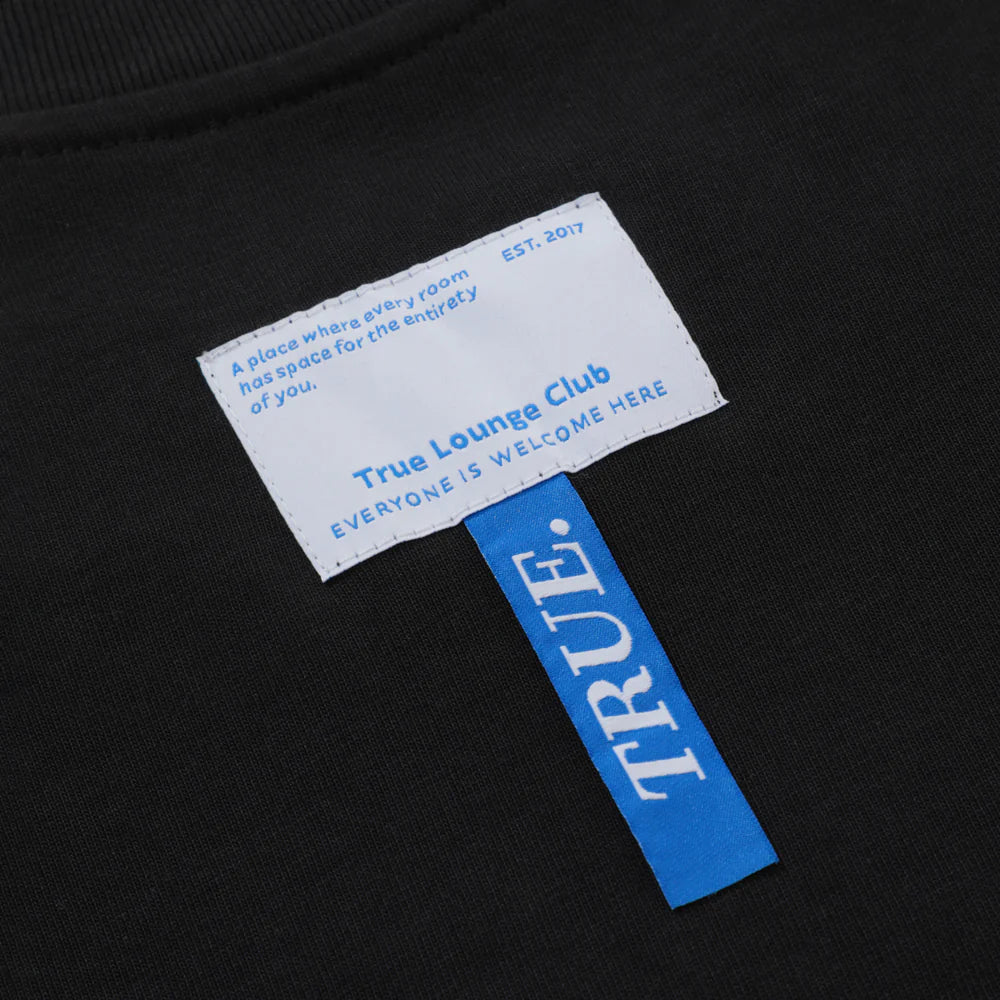 EST. 2017
A place where every room
has space for the entirety
of you.
True Lounge Club
EVERYONE IS WELCOME HERE
TRUE.